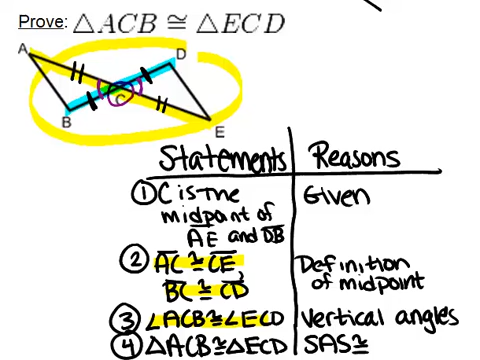 Prove: △ACB ≅ △ECD
A
D
C
B
E
Statements Reasons
① C is the Given
midpoint of
AE and DB
② AC ≅ CE, Definition
BC ≅ CD of midpoint
③ ∠ACB ≅ ∠ECD Vertical angles
④ △ACB ≅ △ECD SAS ≅